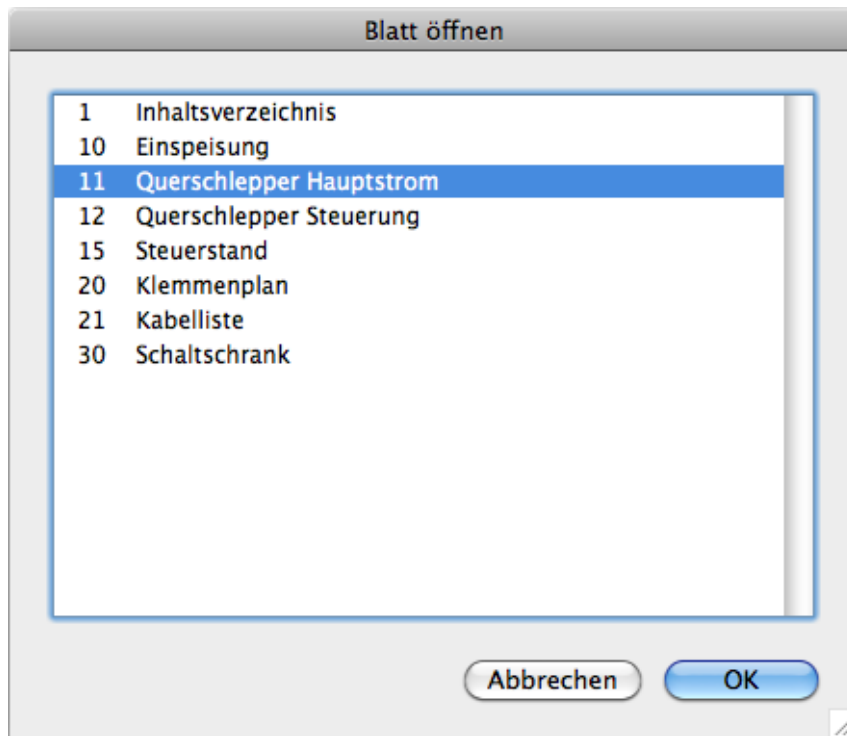 Blatt öffnen
1 Inhaltsverzeichnis
10 Einspeisung
11 Querschlepper Hauptstrom
12 Querschlepper Steuerung
15 Steuerstand
20 Klemmenplan
21 Kabelliste
30 Schaltschrank
Abbrechen OK